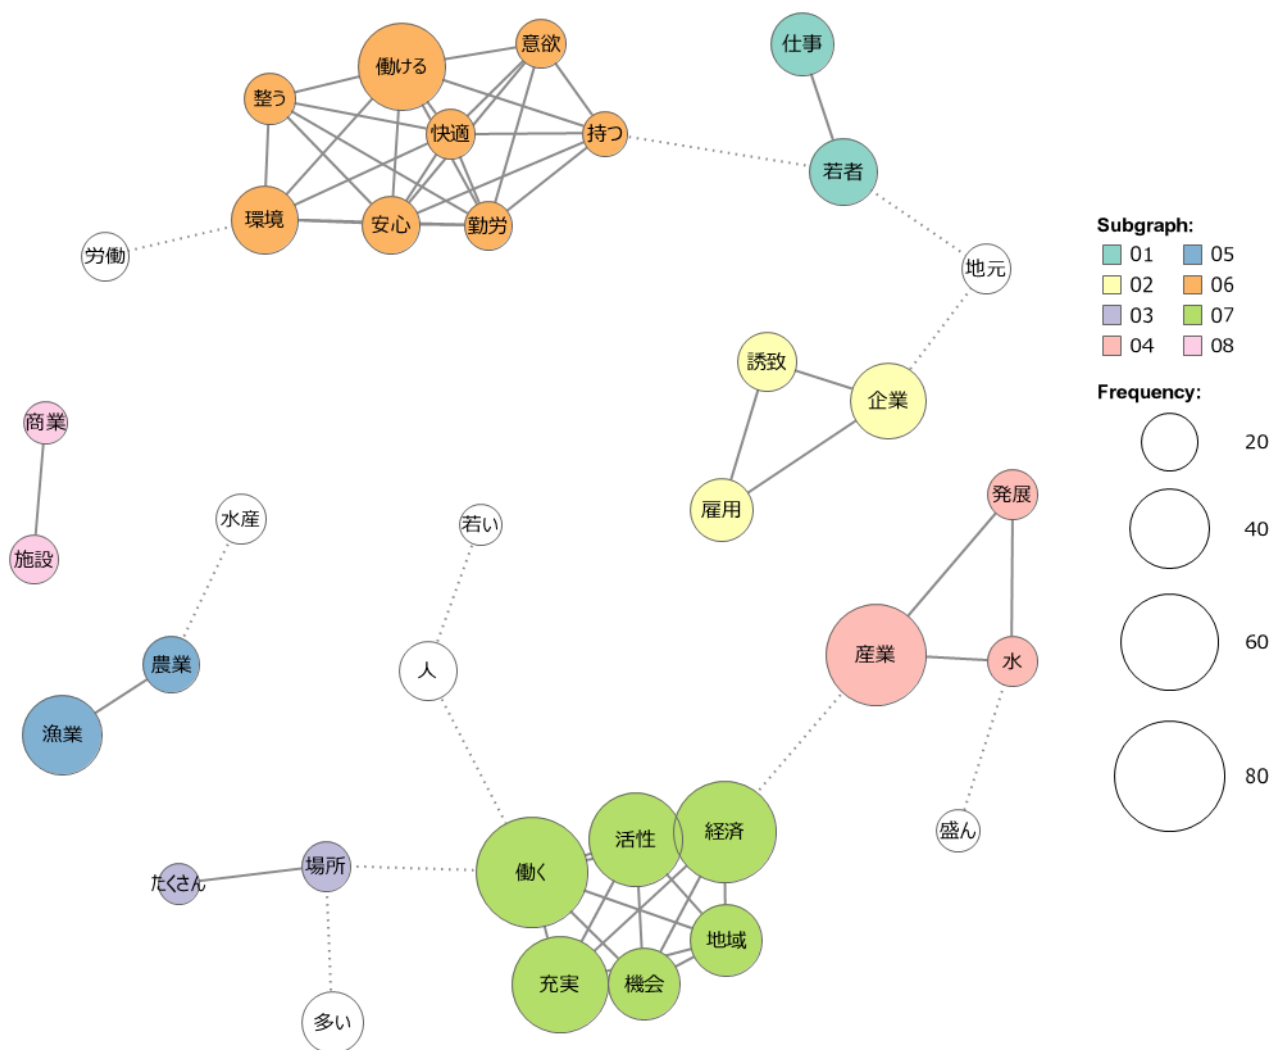 意欲
仕事
働ける
整う
快適
持つ
若者
環境
安心
勤労
労働
地元
Subgraph:
01 05
02 06
03 07
04 08
誘致
企業
Frequency:
商業
20
発展
雇用
水産
若い
40
施設
60
農業
人
産業
水
漁業
80
活性
経済
盛ん
たくさん
場所
働く
地域
充実
機会
多い